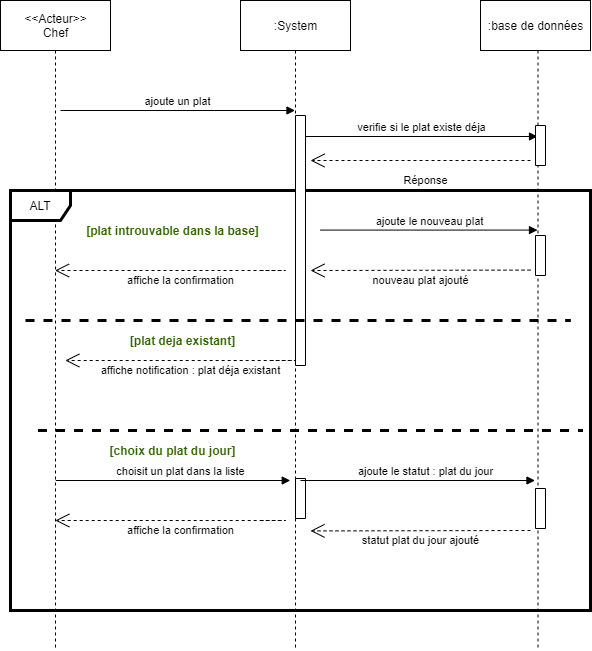 <<Acteur>>
Chef
:System
:base de données
ajoute un plat
verifie si le plat existe déja
Réponse
ALT
[plat introuvable dans la base]
ajoute le nouveau plat
affiche la confirmation
nouveau plat ajouté
[plat deja existant]
affiche notification : plat déja existant
[choix du plat du jour]
choisit un plat dans la liste
ajoute le statut : plat du jour
affiche la confirmation
statut plat du jour ajouté